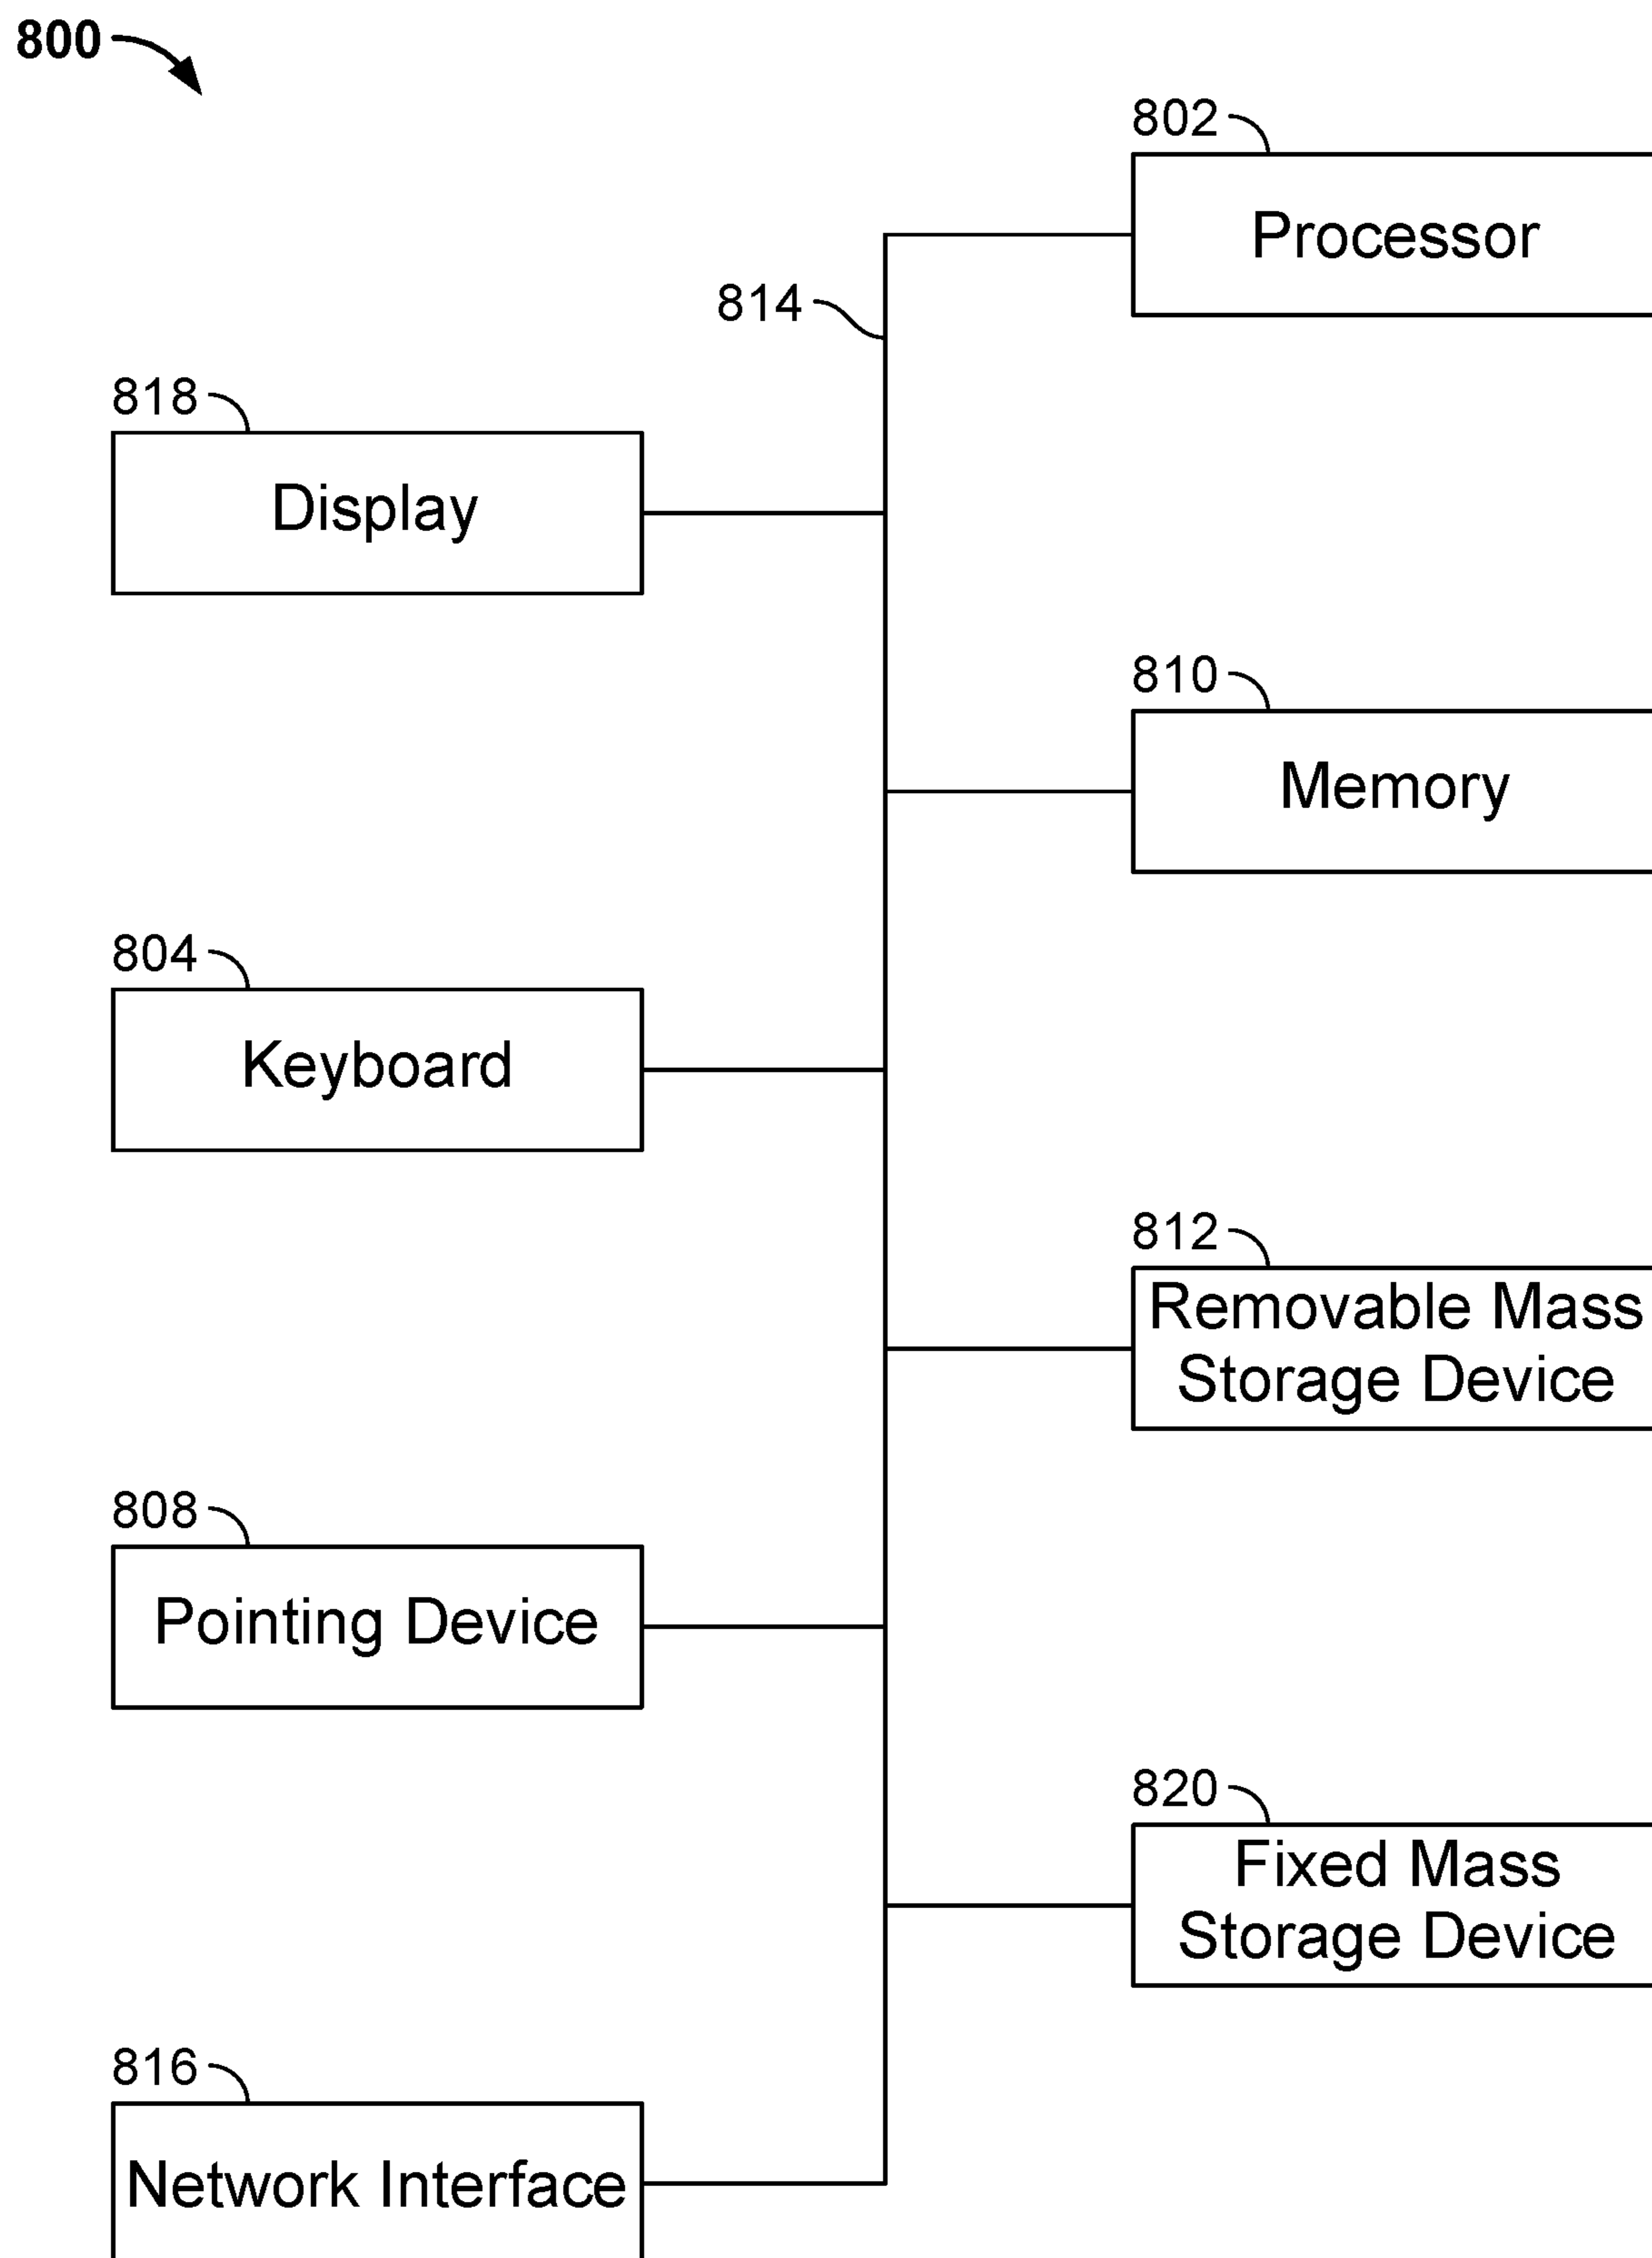 800
802
Processor
814
818
Display
810
Memory
804
Keyboard
812
Removable Mass
Storage Device
808
Pointing Device
820
Fixed Mass
Storage Device
816
Network Interface